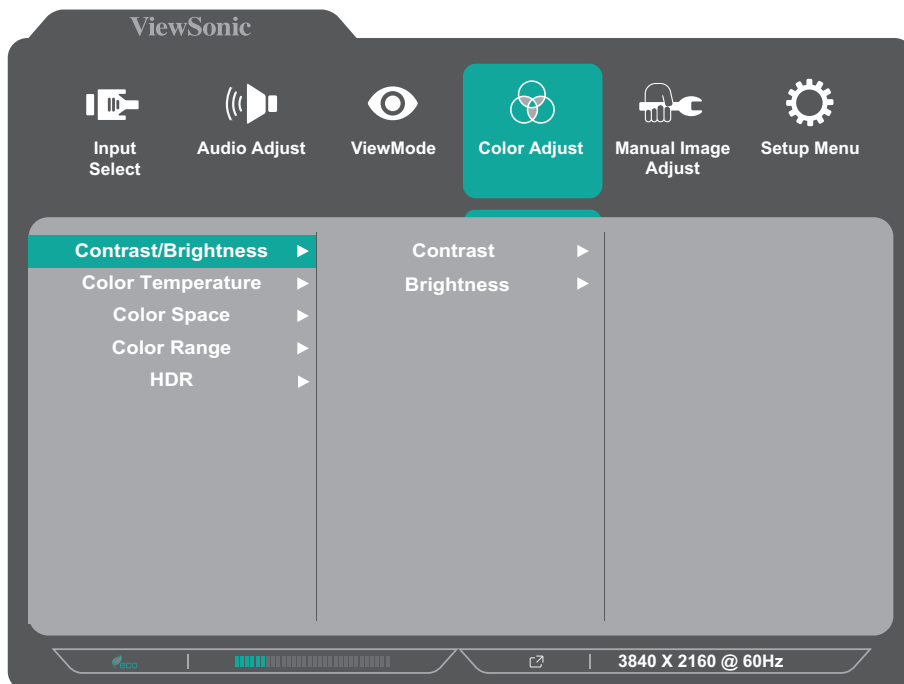 ViewSonic
Input
Select
Audio Adjust
ViewMode
Color Adjust
Manual Image
Adjust
Setup Menu
Contrast/Brightness
Color Temperature
Color Space
Color Range
HDR
Contrast
Brightness
eco
3840 X 2160 @ 60Hz